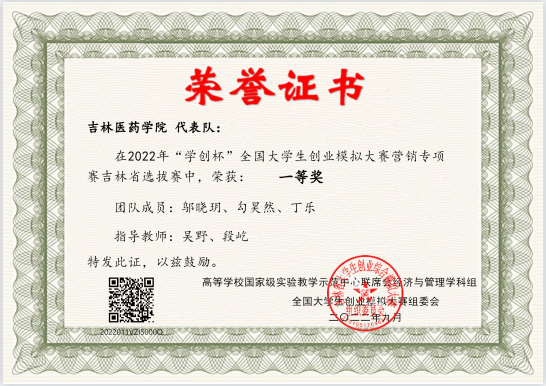 荣誉证书
吉林医药学院 代表队：
在2022年“学创杯”全国大学生创业模拟大赛营销专项
赛吉林省选拔赛中，荣获： 一等奖
团队成员：邬晓玥、勾昊然、丁乐
指导教师：吴野、段屹
特发此证，以兹鼓励。
高等学校国家级实验教学示范中心联席会经济与管理学科组
全国大学生创业模拟大赛组委会
二〇二二年九月